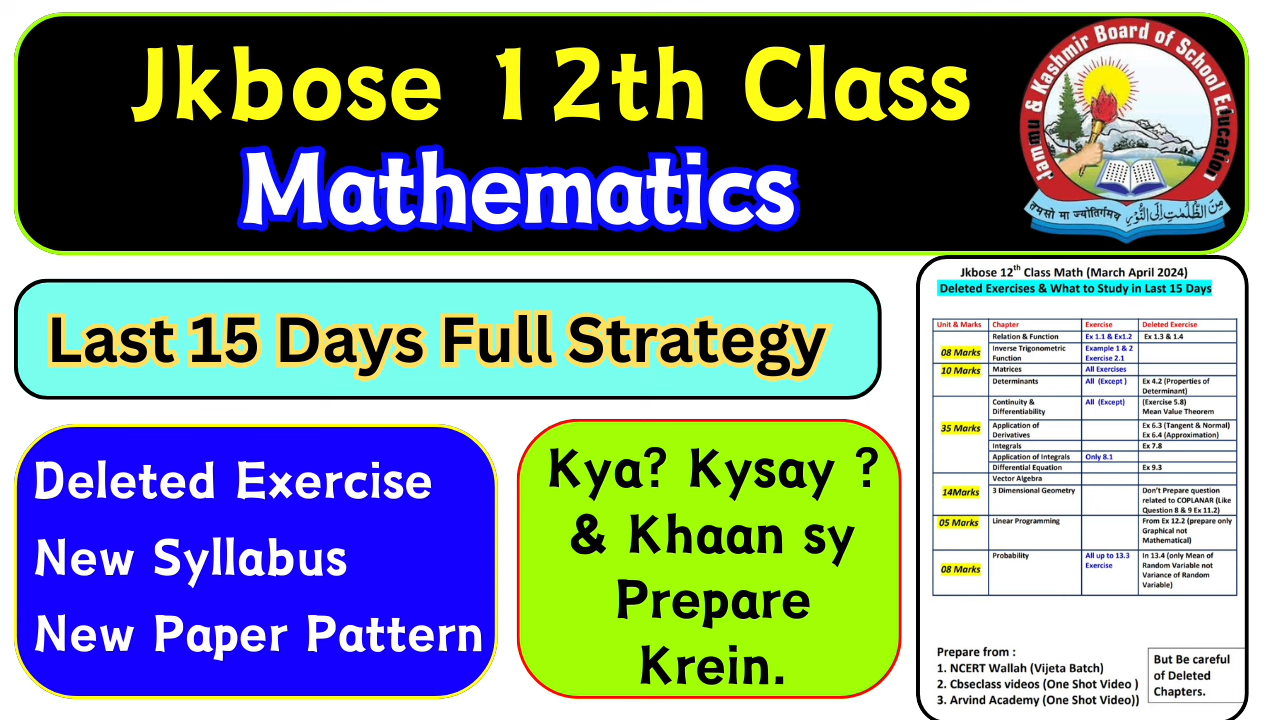 Jkbose 12th Class
Mathematics
Jammu & Kashmir Board of School Education
तमसो मा ज्योतिर्गमय
مِنَ الظُّلُمٰتِ اِلَی النُّوْرِ
Last 15 Days Full Strategy
Deleted Exercise
New Syllabus
New Paper Pattern
Kya? Kysay ?
& Khaan sy
Prepare
Krein.
Jkbose 12th Class Math (March April 2024)
Deleted Exercises & What to Study in Last 15 Days
Unit & Marks Chapter Exercise Deleted Exercise
Relation & Function Ex 1.1 & Ex1.2 Ex 1.3 & 1.4
08 Marks
Inverse Trigonometric Example 1 & 2
Function Exercise 2.1
10 Marks Matrices All Exercises
Determinants All (Except ) Ex 4.2 (Properties of
Determinant)
Continuity & All (Except) (Exercise 5.8)
Differentiability Mean Value Theorem
35 Marks
Application of Ex 6.3 (Tangent & Normal)
Derivatives Ex 6.4 (Approximation)
Integrals Ex 7.8
Application of Integrals Only 8.1
Differential Equation Ex 9.3
Vector Algebra
14Marks 3 Dimensional Geometry Don't Prepare question
related to COPLANAR (Like
Question 8 & 9 Ex 11.2)
05 Marks Linear Programming From Ex 12.2 (prepare only
Graphical not
Mathematical)
08 Marks Probability All up to 13.3 In 13.4 (only Mean of
Exercise Random Variable not
Variance of Random
Variable)
Prepare from :
1. NCERT Wallah (Vijeta Batch)
2. Cbseclass videos (One Shot Video )
3. Arvind Academy (One Shot Video))
But Be careful
of Deleted
Chapters.